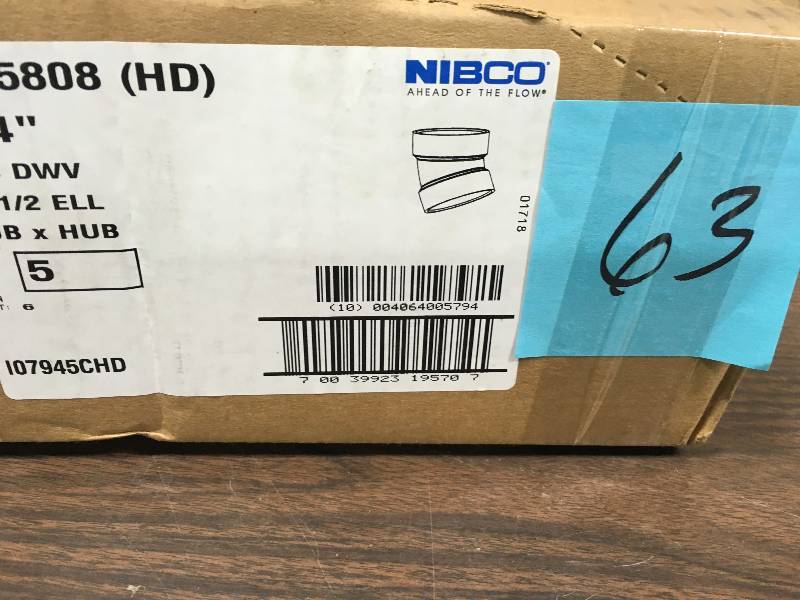 5808 (HD)
NIBCO
AHEAD OF THE FLOW®
4"
DWV
1/2 ELL
B x HUB
5
6
01718
63
(10) 004064005794
I07945CHD
7 00 39923 19570 7